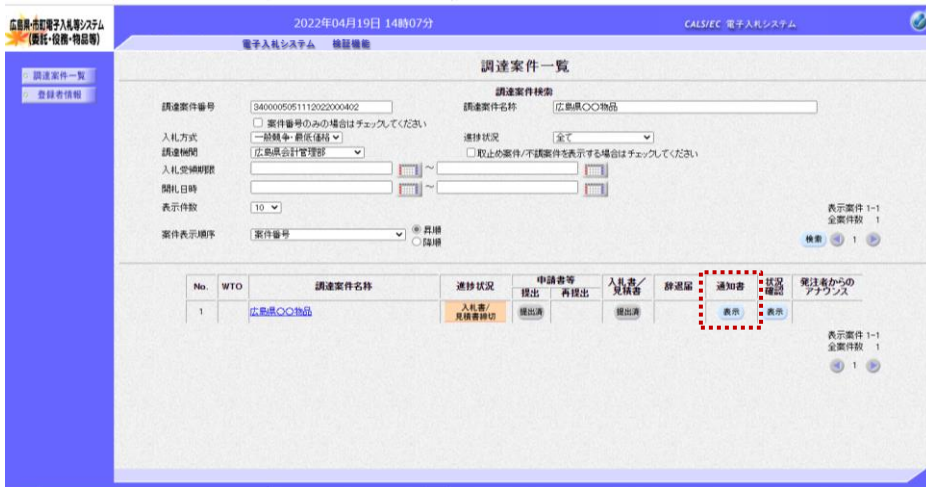 広島県・市町電子入札等システム
(委託・役務・物品等)
2022年04月19日 14時07分
CALS/EC 電子入札システム
電子入札システム 検証機能
調達案件一覧
登録者情報
調達案件一覧
調達案件検索
調達案件番号 3400005051112022000402 調達案件名称 広島県〇〇物品
案件番号のみの場合はチェックしてください
入札方式 一般競争・最低価格 進捗状況 全て
調達機関 広島県会計管理部 取止め案件/不調案件を表示する場合はチェックしてください
入札受領期限 ~
開札日時 ~
表示件数 10
表示案件 1-1
全案件数 1
案件表示順序 案件番号 昇順
降順
検索 1
No. WTO 調達案件名称 進捗状況 申請書等 入札書/見積書 辞退届 通知書 状況確認 発注者からのアナウンス
提出 再提出
1 広島県〇〇物品 入札書/見積書締切 提出済 提出済 表示 表示
表示案件 1-1
全案件数 1
1